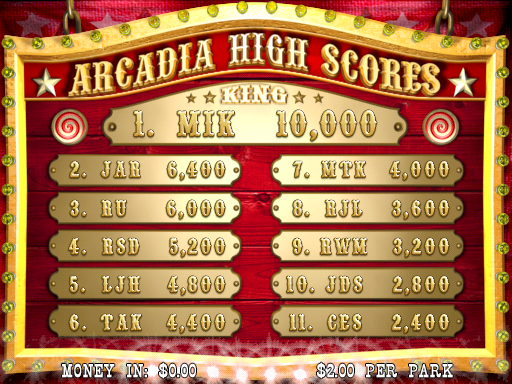 ARCADIA HIGH SCORES
KING
1. MIK 10,000
2. JAR 6,400
3. RU 6,000
4. RSD 5,200
5. LJH 4,800
6. TAK 4,400
7. MTK 4,000
8. RJL 3,600
9. RWM 3,200
10. JDS 2,800
11. CES 2,400
MONEY IN: $0.00
$2.00 PER PARK